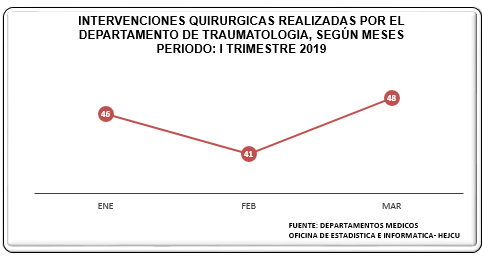 INTERVENCIONES QUIRURGICAS REALIZADAS POR EL
DEPARTAMENTO DE TRAUMATOLOGIA, SEGÚN MESES
PERIODO: I TRIMESTRE 2019
46
41
48
ENE FEB MAR
FUENTE: DEPARTAMENTOS MEDICOS
OFICINA DE ESTADISTICA E INFORMATICA- HEJCU